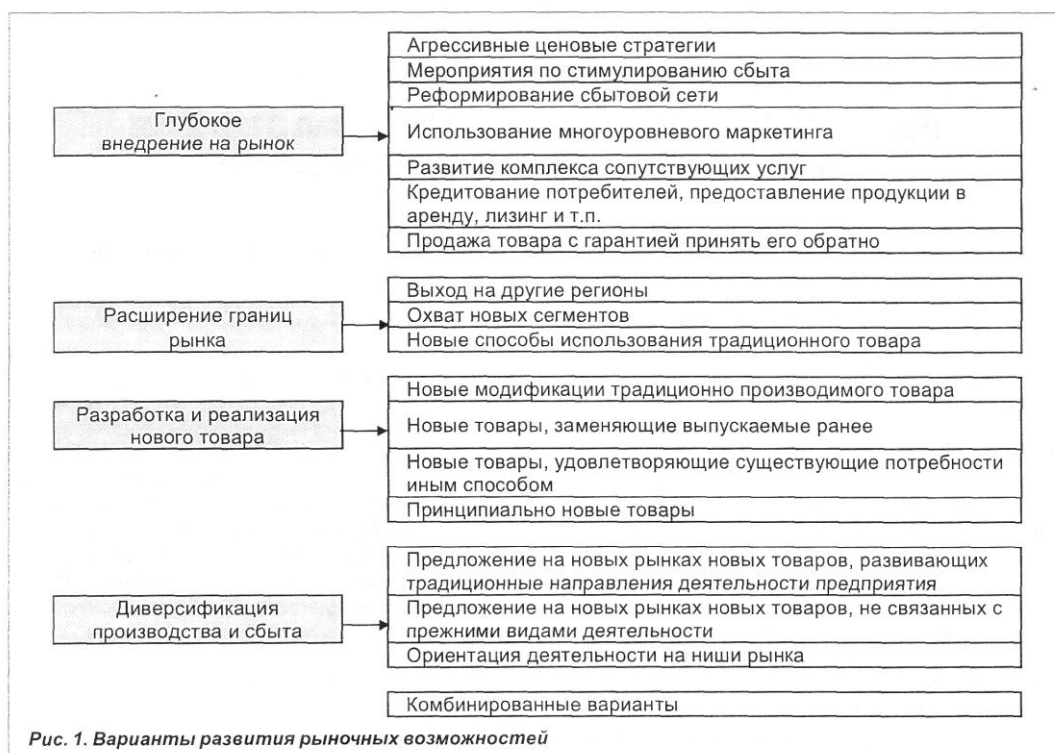 Агрессивные ценовые стратегии
Мероприятия по стимулированию сбыта
Реформирование сбытовой сети
Глубокое
внедрение на рынок
Использование многоуровневого маркетинга
Развитие комплекса сопутствующих услуг
Кредитование потребителей, предоставление продукции в
аренду, лизинг и т.п.
Продажа товара с гарантией принять его обратно
Выход на другие регионы
Расширение границ
рынка
Охват новых сегментов
Новые способы использования традиционного товара
Новые модификации традиционно производимого товара
Разработка и реализация
нового товара
Новые товары, заменяющие выпускаемые ранее
Новые товары, удовлетворяющие существующие потребности
иным способом
Принципиально новые товары
Предложение на новых рынках новых товаров, развивающих
традиционные направления деятельности предприятия
Диверсификация
производства и сбыта
Предложение на новых рынках новых товаров, не связанных с
прежними видами деятельности
Ориентация деятельности на ниши рынка
Комбинированные варианты
Рис. 1. Варианты развития рыночных возможностей